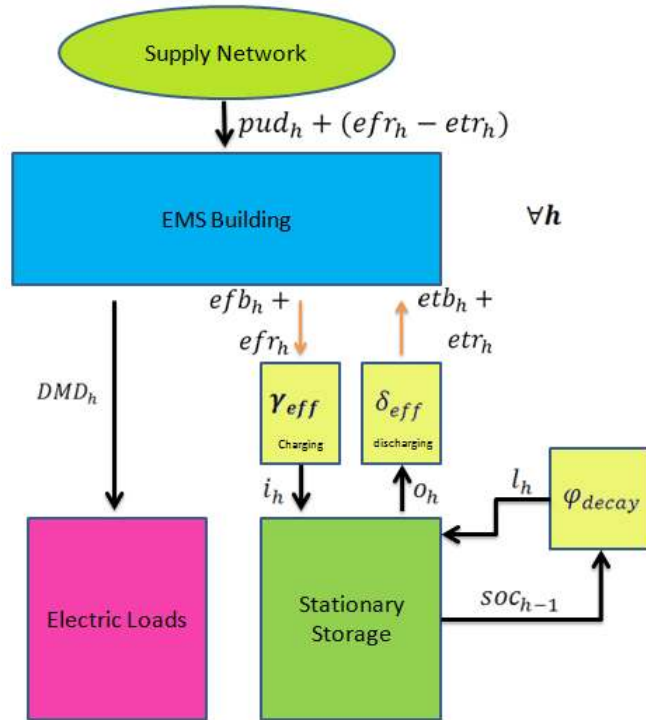 Supply Network
pud_h + (efr_h − etr_h)
EMS Building
∀h
efb_h +
efr_h
etb_h +
etr_h
DMD_h
γ_eff
Charging
δ_eff
discharging
i_h
o_h
l_h
φ_decay
Electric Loads
Stationary
Storage
soc_{h−1}